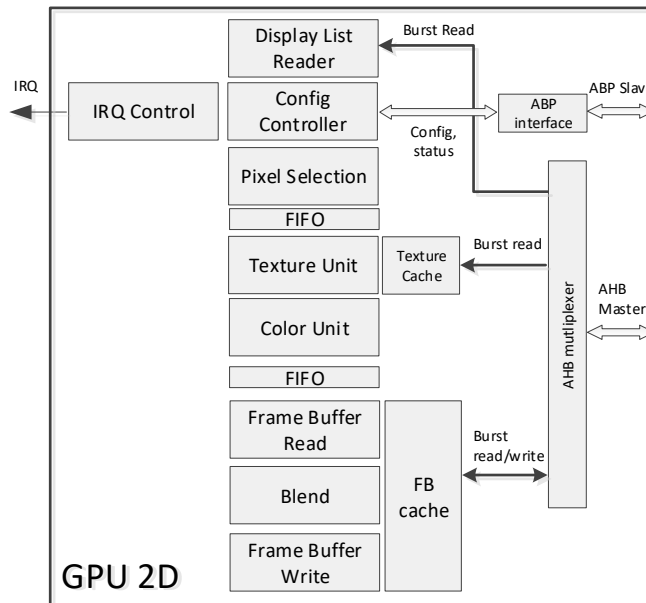 Display List
Reader
Burst Read
IRQ
IRQ Control
Config
Controller
Config,
status
ABP
interface
ABP Slav
Pixel Selection
FIFO
Texture Unit
Texture
Cache
Burst read
Color Unit
AHB mutliplexer
AHB
Master
FIFO
Frame Buffer
Read
Blend
Frame Buffer
Write
FB
cache
Burst
read/write
GPU 2D